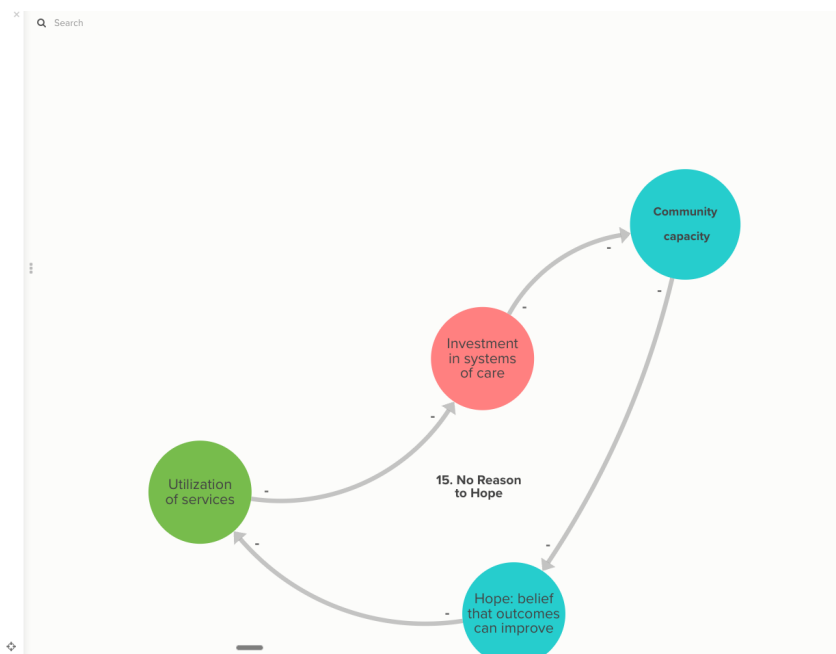 Search
Community
capacity
-
-
-
-
Investment
in systems
of care
-
15. No Reason
to Hope
Utilization
of services
-
-
-
Hope: belief
that outcomes
can improve
-